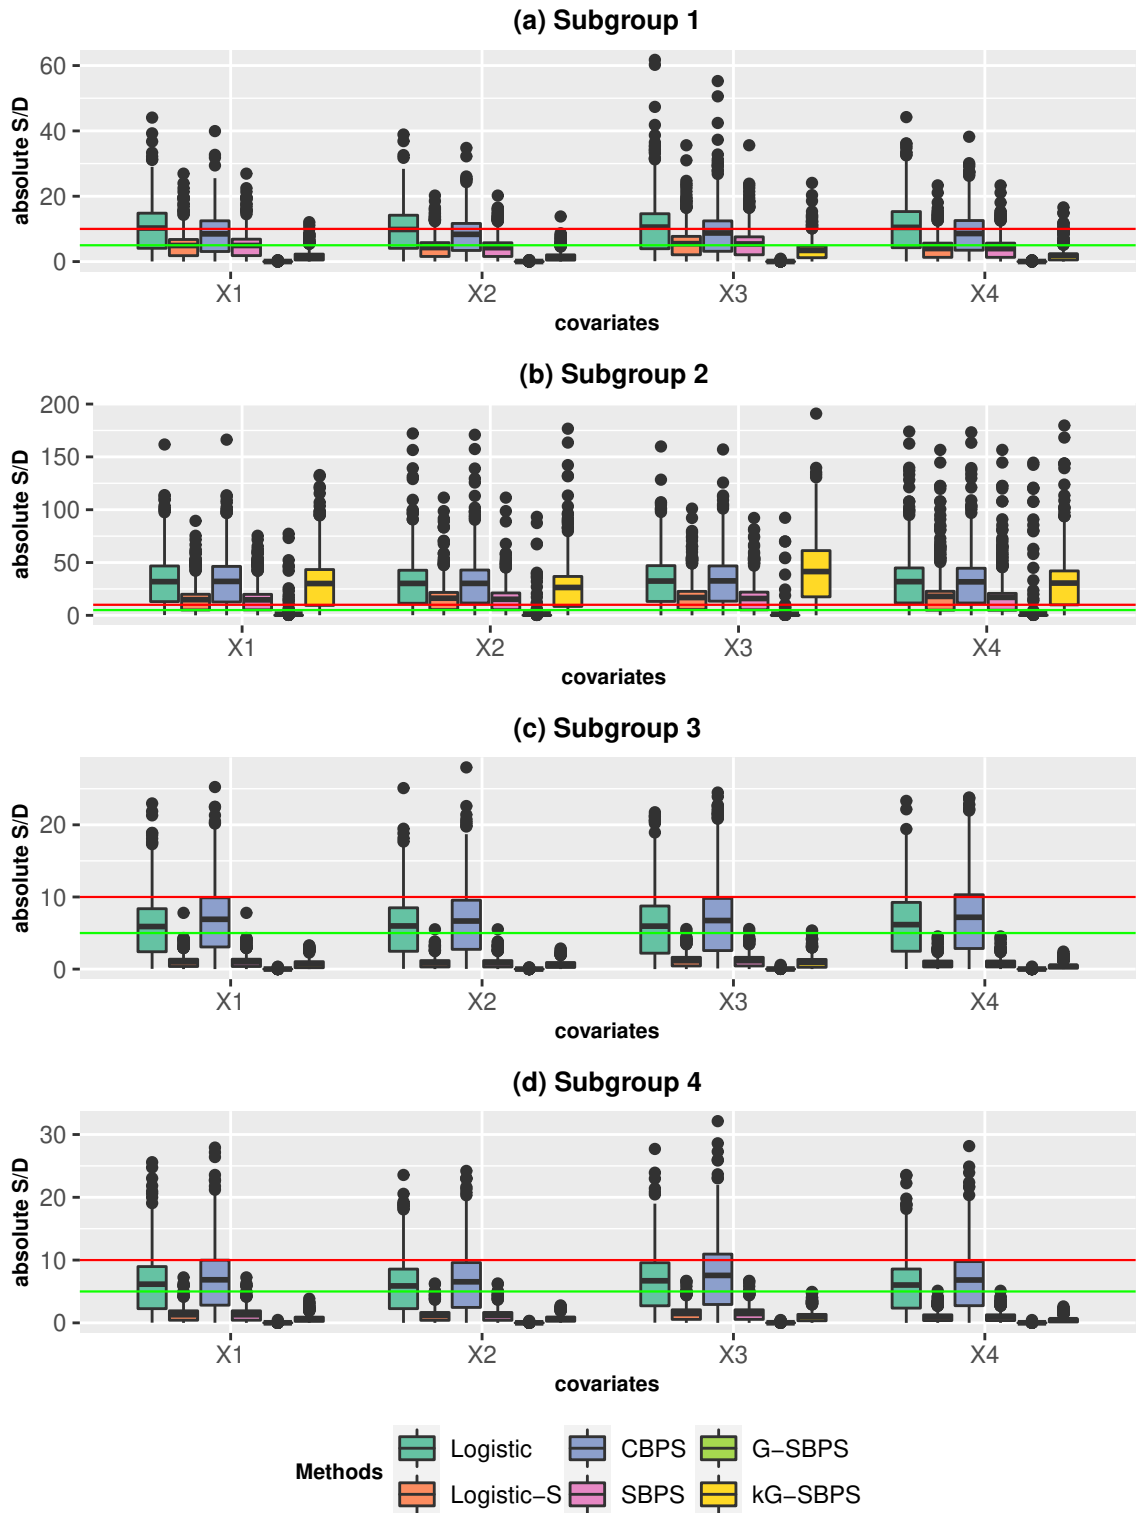 (a) Subgroup 1
absolute S/D
60
40
20
0
X1 X2 X3 X4
covariates
(b) Subgroup 2
absolute S/D
200
150
100
50
0
X1 X2 X3 X4
covariates
(c) Subgroup 3
absolute S/D
20
10
0
X1 X2 X3 X4
covariates
(d) Subgroup 4
absolute S/D
30
20
10
0
X1 X2 X3 X4
covariates
Methods
Logistic CBPS G−SBPS
Logistic−S SBPS kG−SBPS